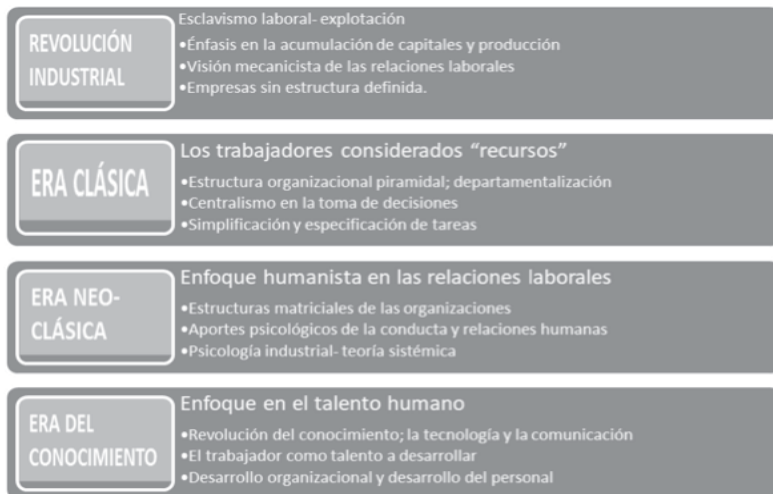 REVOLUCIÓN
INDUSTRIAL
Esclavismo laboral- explotación
•Énfasis en la acumulación de capitales y producción
•Visión mecanicista de las relaciones laborales
•Empresas sin estructura definida.
ERA CLÁSICA
Los trabajadores considerados “recursos”
•Estructura organizacional piramidal; departamentalización
•Centralismo en la toma de decisiones
•Simplificación y especificación de tareas
ERA NEO-
CLÁSICA
Enfoque humanista en las relaciones laborales
•Estructuras matriciales de las organizaciones
•Aportes psicológicos de la conducta y relaciones humanas
•Psicología industrial- teoría sistémica
ERA DEL
CONOCIMIENTO
Enfoque en el talento humano
•Revolución del conocimiento; la tecnología y la comunicación
•El trabajador como talento a desarrollar
•Desarrollo organizacional y desarrollo del personal